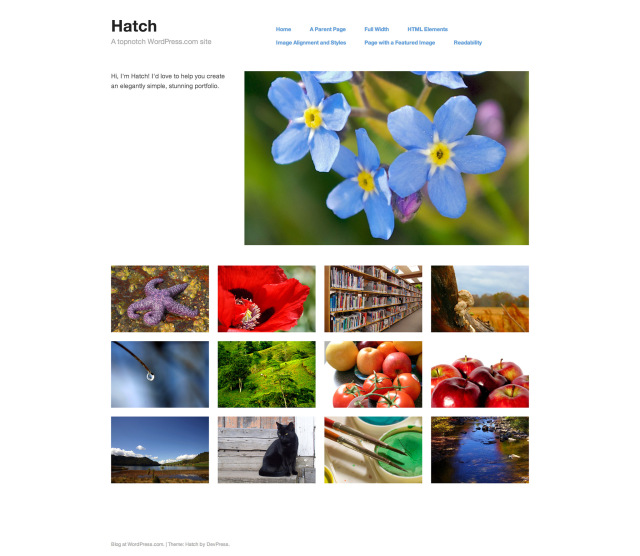 Hatch
A topnotch WordPress.com site
Home A Parent Page Full Width HTML Elements
Image Alignment and Styles Page with a Featured Image Readability
Hi, I'm Hatch! I'd love to help you create
an elegantly simple, stunning portfolio.
Blog at WordPress.com. | Theme: Hatch by DevPress.